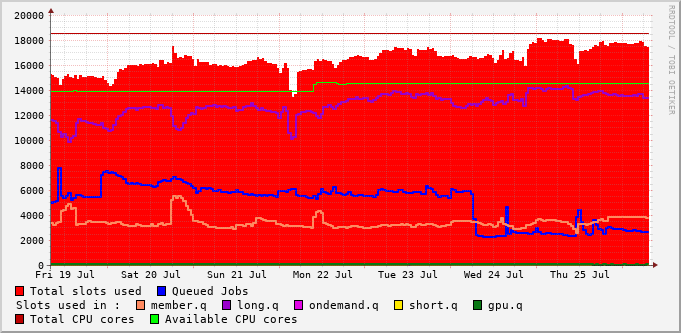 20000
18000
16000
14000
12000
10000
8000
6000
4000
2000
0
Fri 19 Jul Sat 20 Jul Sun 21 Jul Mon 22 Jul Tue 23 Jul Wed 24 Jul Thu 25 Jul
Total slots used Queued Jobs
Slots used in : member.q long.q ondemand.q short.q gpu.q
Total CPU cores Available CPU cores
RRDTOOL / TOBI OETIKER